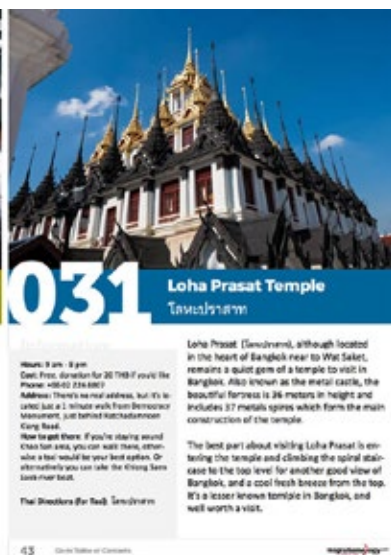 031
Loha Prasat Temple
โลหะปราสาท
Hours: 9 am - 5 pm
Cost: Free, donation for 20 THB if you'd like
Phone:
Address: There's no real address, but it's lo-
cated just a 1 minute walk from Democracy
Monument, just behind Ratchadamnoen
Klang Road.
How to get there: If you're staying around
Khao San area, you can walk there, other-
wise a taxi would be your best option. Or
alternatively you can take the Khlong Saen
Saeb river boat.
Thai Directions (for Taxi): โลหะปราสาท
Loha Prasat (โลหะปราสาท), although located
in the heart of Bangkok near to Wat Saket,
remains a quiet gem of a temple to visit in
Bangkok. Also known as the metal castle, the
beautiful fortress is 36 meters in height and
includes 37 metals spires which form the main
construction of the temple.
The best part about visiting Loha Prasat is en-
tering the temple and climbing the spiral stair-
case to the top level for another good view of
Bangkok, and a cool fresh breeze from the top.
It's a lesser known temple in Bangkok, and
well worth a visit.
43
Go to Table of Contents